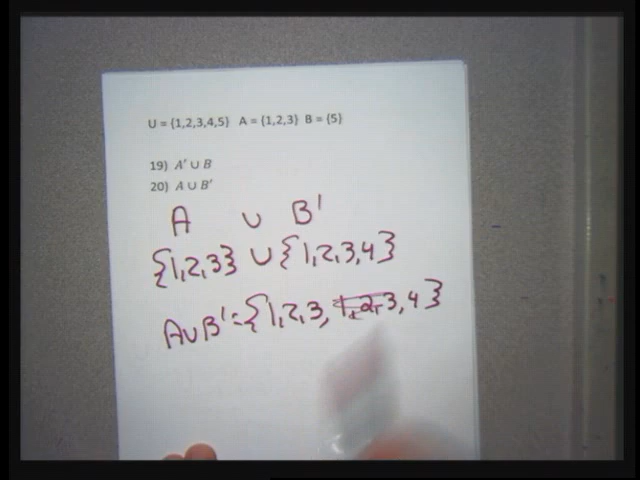 U = {1,2,3,4,5} A = {1,2,3} B = {5}
19) A′ ∪ B
20) A ∪ B′
A ∪ B'
{1,2,3} ∪ {1,2,3,4}
A∪B' = {1,2,3, 1,2,3,4}